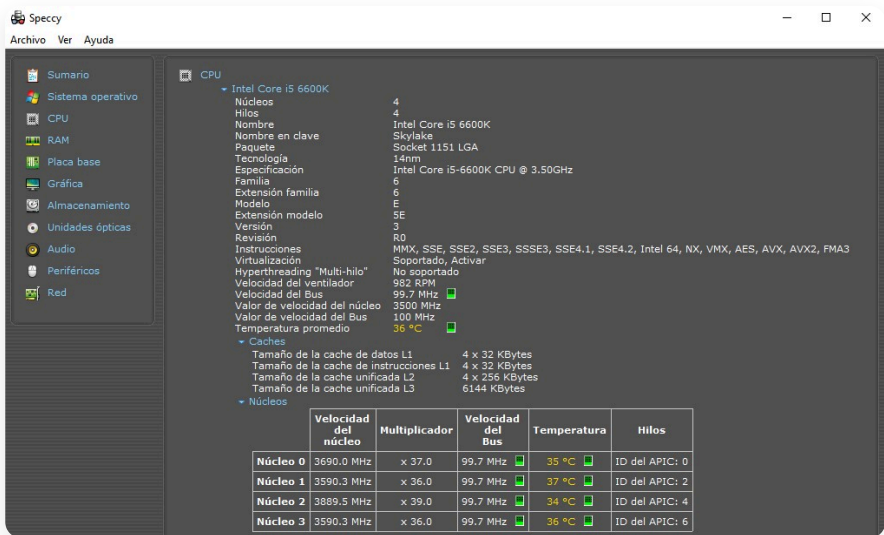 Speccy
Archivo Ver Ayuda
Sumario
Sistema operativo
CPU
RAM
Placa base
Gráfica
Almacenamiento
Unidades ópticas
Audio
Periféricos
Red
CPU
Intel Core i5 6600K
Núcleos 4
Hilos 4
Nombre Intel Core i5 6600K
Nombre en clave Skylake
Paquete Socket 1151 LGA
Tecnología 14nm
Especificación Intel Core i5-6600K CPU @ 3.50GHz
Familia 6
Extensión familia 6
Modelo E
Extensión modelo 5E
Versión 3
Revisión R0
Instrucciones MMX, SSE, SSE2, SSE3, SSSE3, SSE4.1, SSE4.2, Intel 64, NX, VMX, AES, AVX, AVX2, FMA3
Virtualización Soportado, Activar
Hyperthreading "Multi-hilo" No soportado
Velocidad del ventilador 982 RPM
Velocidad del Bus 99.7 MHz
Valor de velocidad del núcleo 3500 MHz
Valor de velocidad del Bus 100 MHz
Temperatura promedio 36 °C
Caches
Tamaño de la cache de datos L1 4 x 32 KBytes
Tamaño de la cache de instrucciones L1 4 x 32 KBytes
Tamaño de la cache unificada L2 4 x 256 KBytes
Tamaño de la cache unificada L3 6144 KBytes
Núcleos
Velocidad del núcleo Multiplicador Velocidad del Bus Temperatura Hilos
Núcleo 0 3690.0 MHz x 37.0 99.7 MHz 35 °C ID del APIC: 0
Núcleo 1 3590.3 MHz x 36.0 99.7 MHz 37 °C ID del APIC: 2
Núcleo 2 3889.5 MHz x 39.0 99.7 MHz 34 °C ID del APIC: 4
Núcleo 3 3590.3 MHz x 36.0 99.7 MHz 36 °C ID del APIC: 6